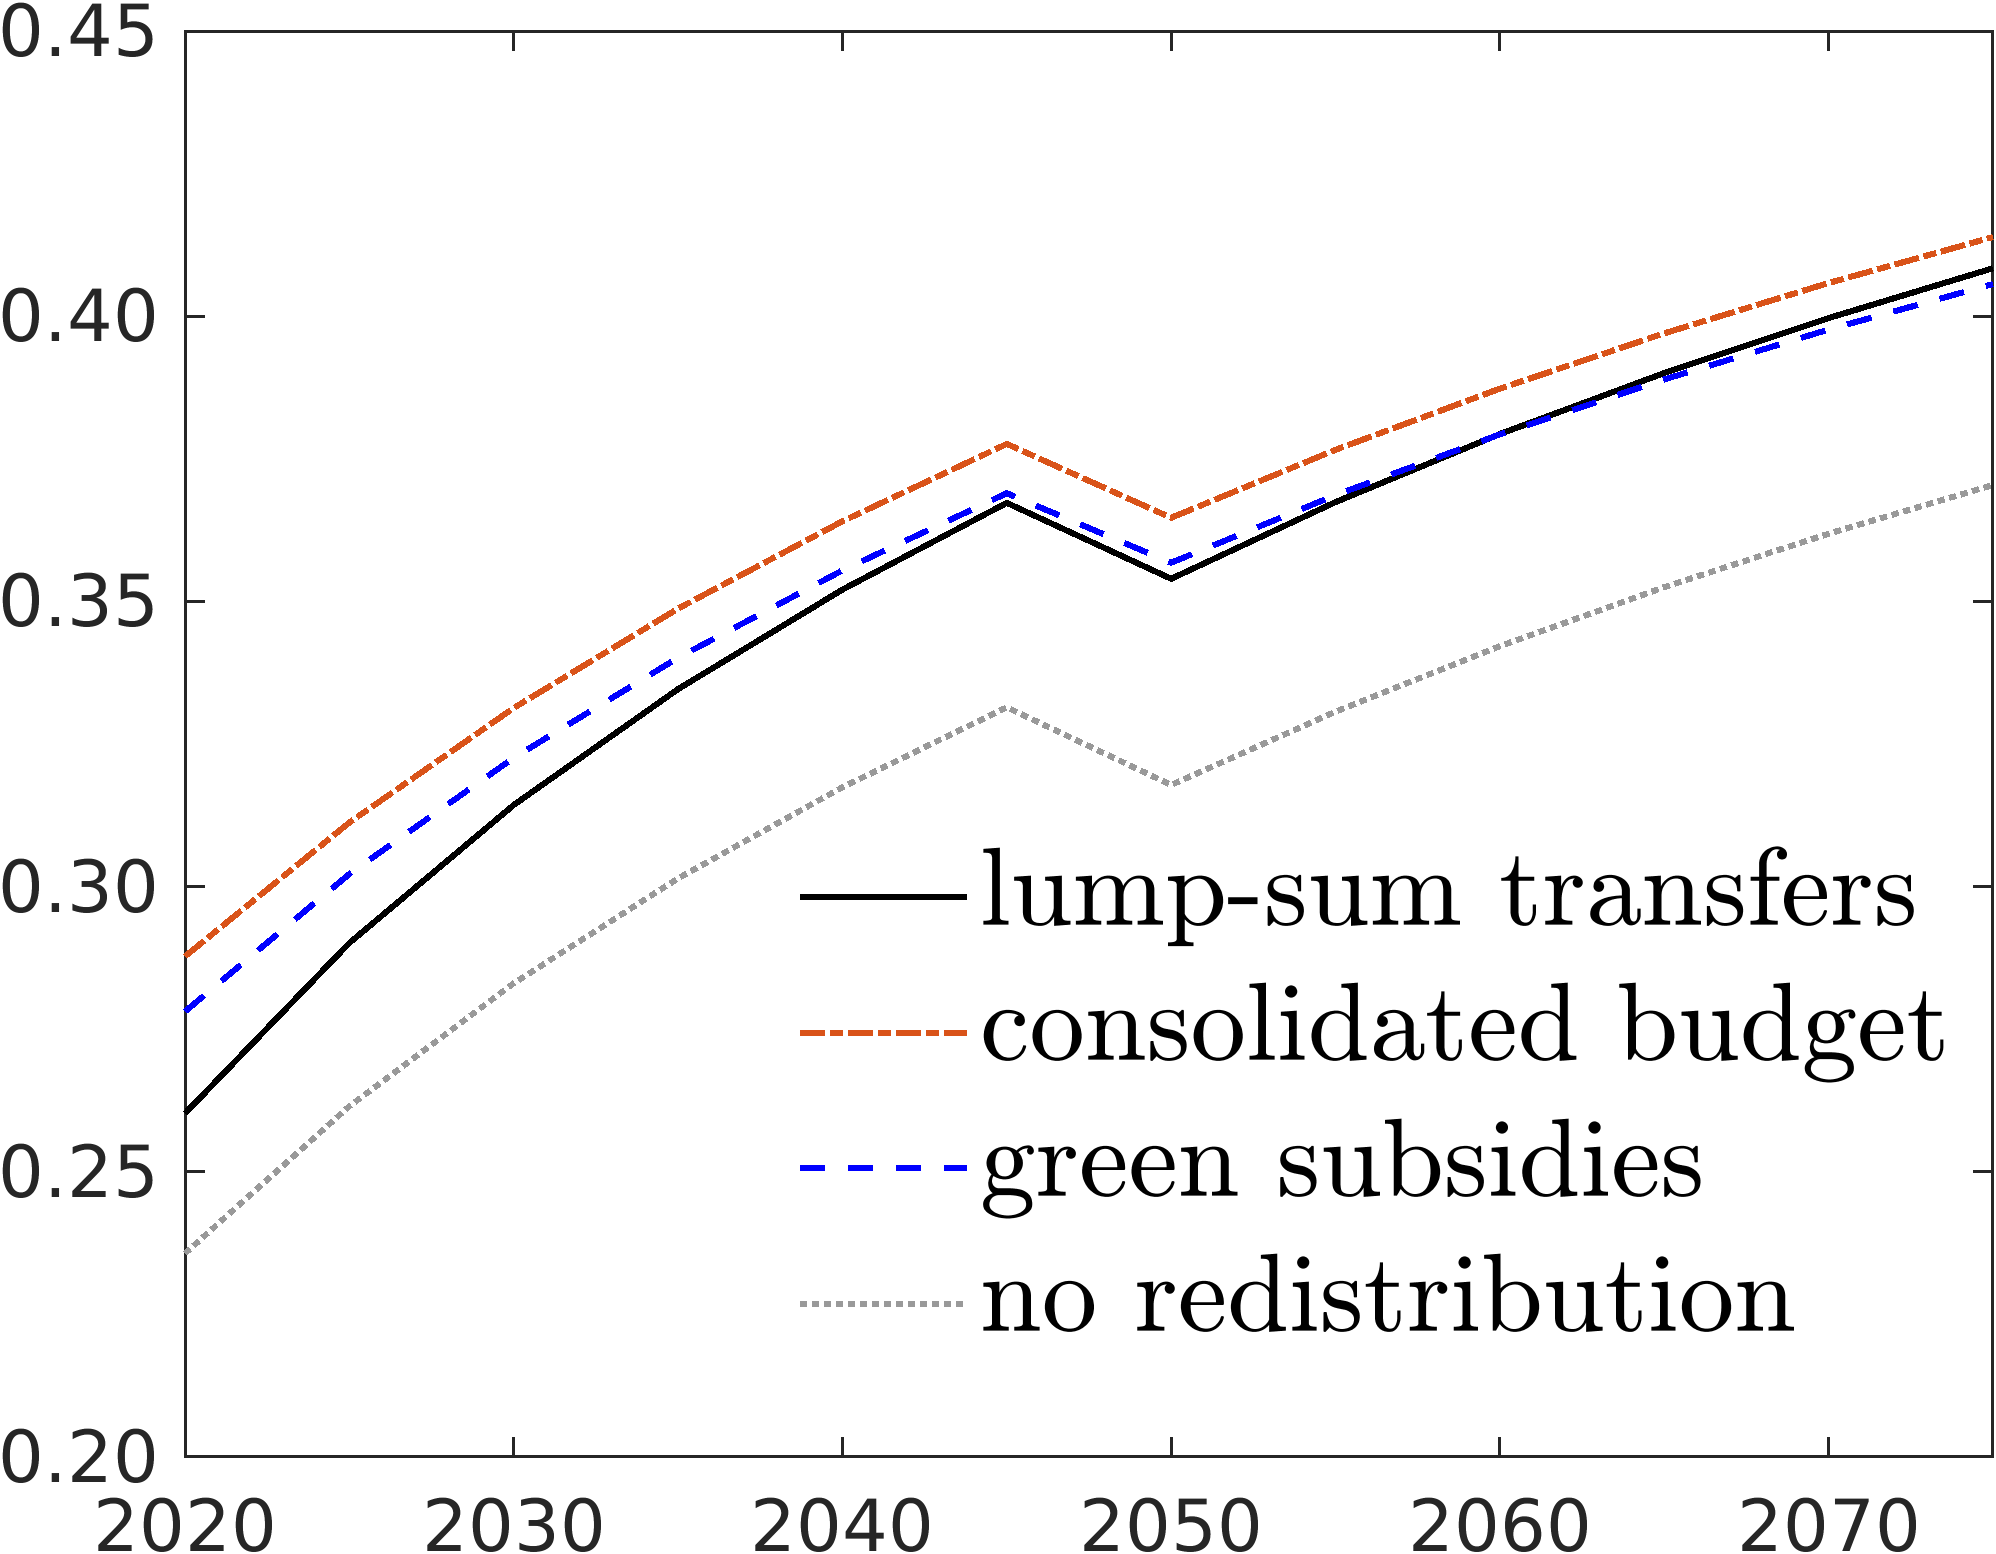 0.45
0.40
0.35
0.30
0.25
0.20
lump-sum transfers
consolidated budget
green subsidies
no redistribution
2020 2030 2040 2050 2060 2070